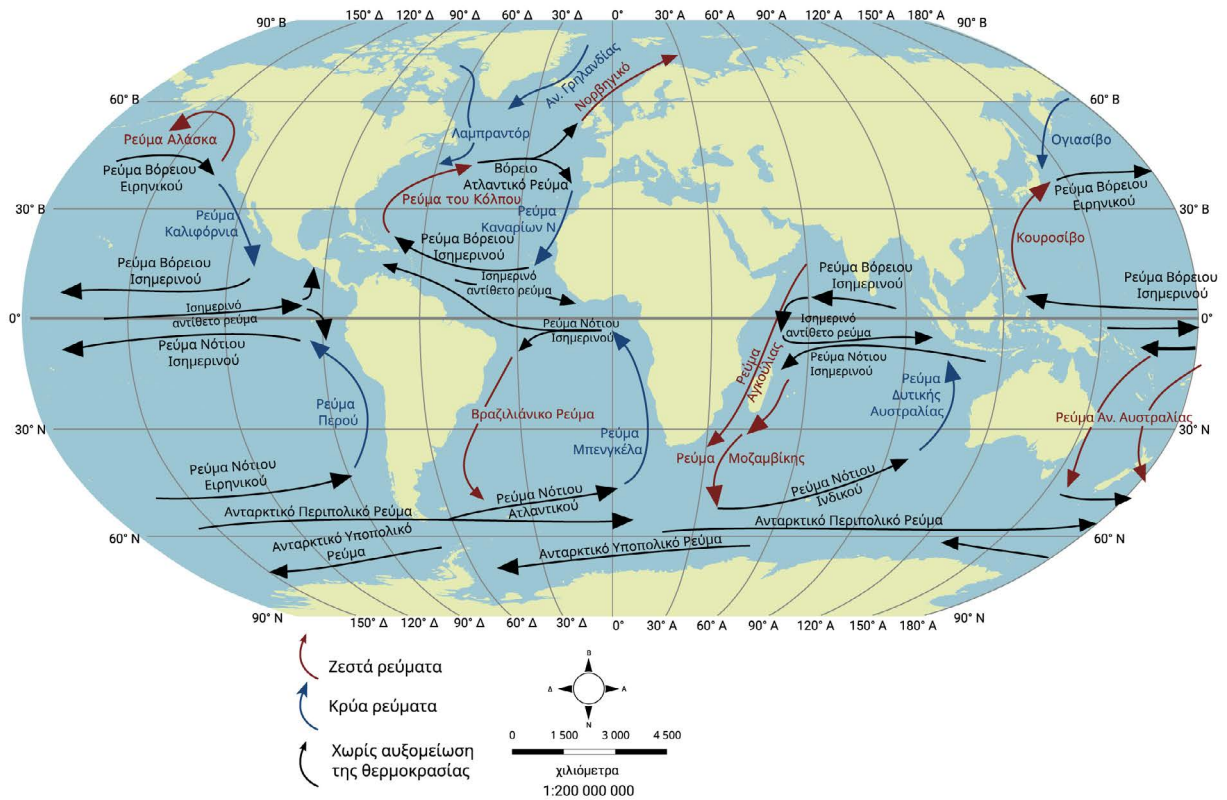 90° Β
150° Δ
120° Δ
90° Δ
60° Δ
30° Δ
0°
30° Α
60° Α
90° Α
120° Α
150° Α
180° Α
90° Β
60° Β
60° Β
Αν. Γρηλανδίας
Νορβηγικό
Ρεύμα Αλάσκα
Λαμπραντόρ
Ογιασίβο
Ρεύμα Βόρειου
Ειρηνικού
Βόρειο
Ατλαντικό Ρεύμα
Ρεύμα του Κόλπου
Ρεύμα Βόρειου
Ειρηνικού
30° Β
30° Β
Ρεύμα
Καλιφόρνια
Ρεύμα
Καναρίων Ν
Κουροσίβο
Ρεύμα Βόρειου
Ισημερινού
Ρεύμα Βόρειου
Ισημερινού
Ισημερινό
αντίθετο ρεύμα
Ρεύμα Βόρειου
Ισημερινού
Ρεύμα Βόρειου
Ισημερινού
0°
0°
Ισημερινό
αντίθετο ρεύμα
Ρεύμα Νότιου
Ισημερινού
Ισημερινό
αντίθετο ρεύμα
Ρεύμα Νότιου
Ισημερινού
Ρεύμα Νότιου
Ισημερινού
Ρεύμα
Αγκούλιας
Ρεύμα
Περού
Βραζιλιάνικο Ρεύμα
Ρεύμα
Μπενγκέλα
Ρεύμα
Δυτικής
Αυστραλίας
Ρεύμα Αν. Αυστραλίας
30° Ν
30° Ν
Ρεύμα Μοζαμβίκης
Ρεύμα Νότιου
Ειρηνικού
Ρεύμα Νότιου
Ατλαντικού
Ρεύμα Νότιου
Ινδικού
Ανταρκτικό Περιπολικό Ρεύμα
Ανταρκτικό Περιπολικό Ρεύμα
60° Ν
60° Ν
Ανταρκτικό Υποπολικό
Ρεύμα
Ανταρκτικό Υποπολικό Ρεύμα
90° Ν
150° Δ
120° Δ
90° Δ
60° Δ
30° Δ
0°
30° Α
60° Α
90° Α
120° Α
150° Α
180° Α
90° Ν
Ζεστά ρεύματα
Κρύα ρεύματα
Χωρίς αυξομείωση
της θερμοκρασίας
Β
Δ
Α
Ν
0 1 500 3 000 4 500
χιλιόμετρα
1:200 000 000